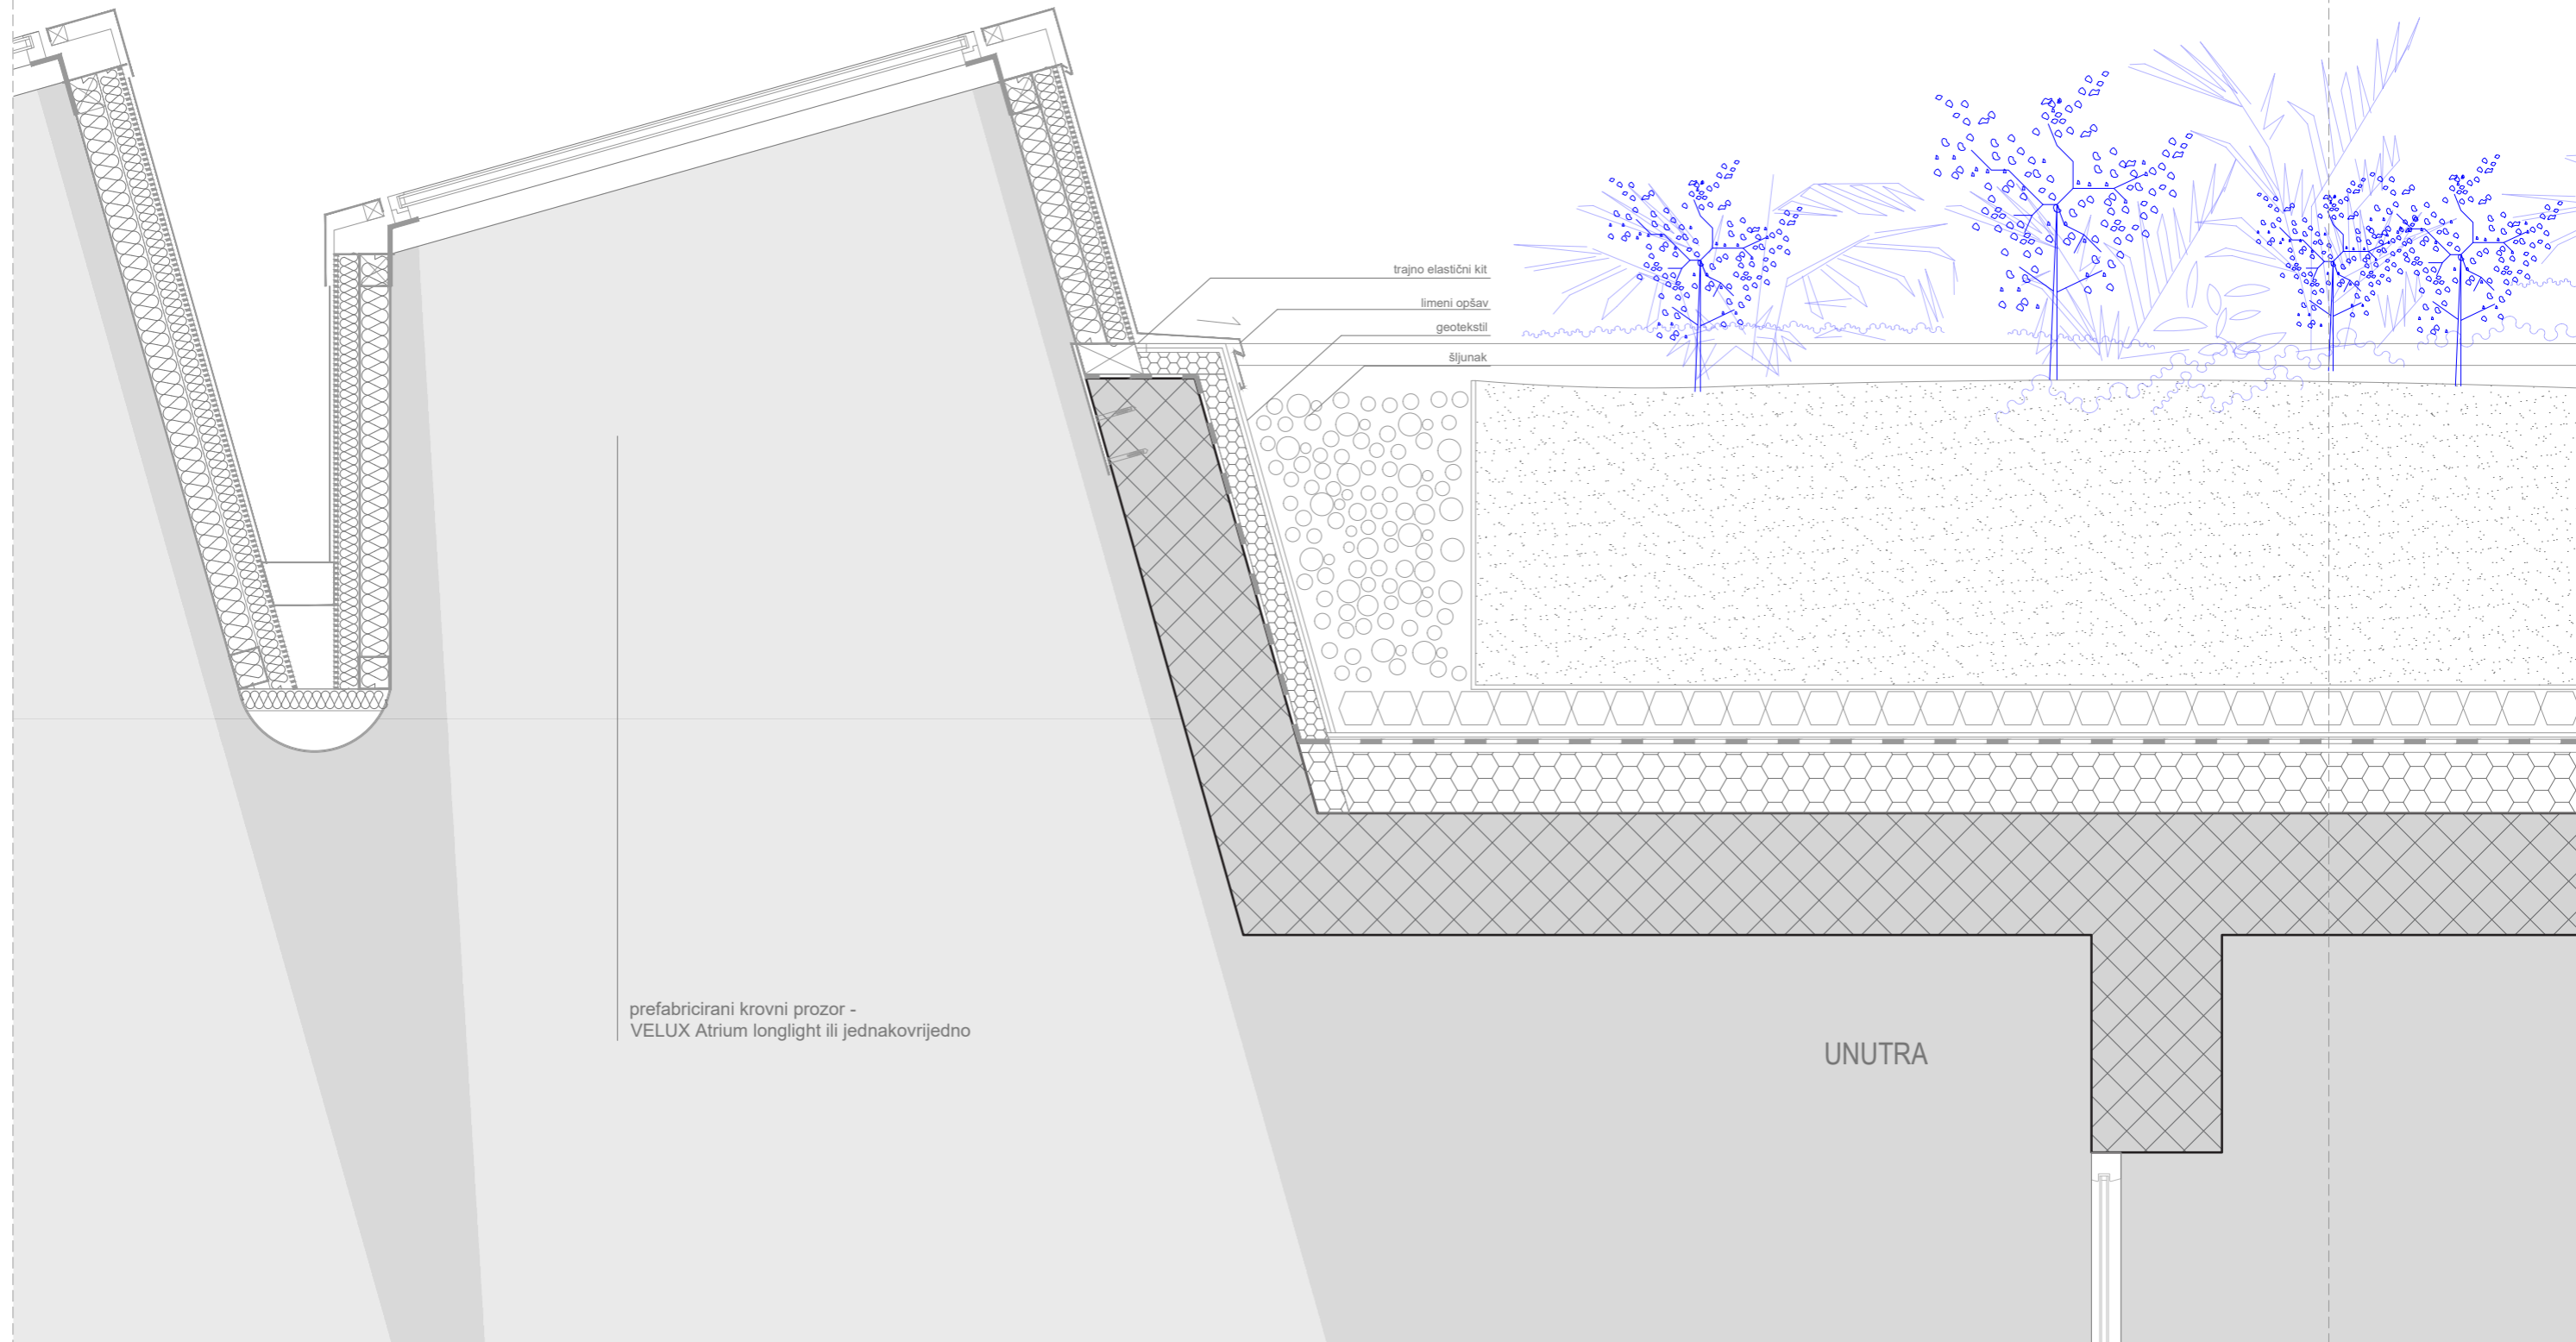 trajno elastični kit
limeni opšav
geotekstil
šljunak
prefabricirani krovni prozor -
VELUX Atrium longlight ili jednakovrijedno
UNUTRA